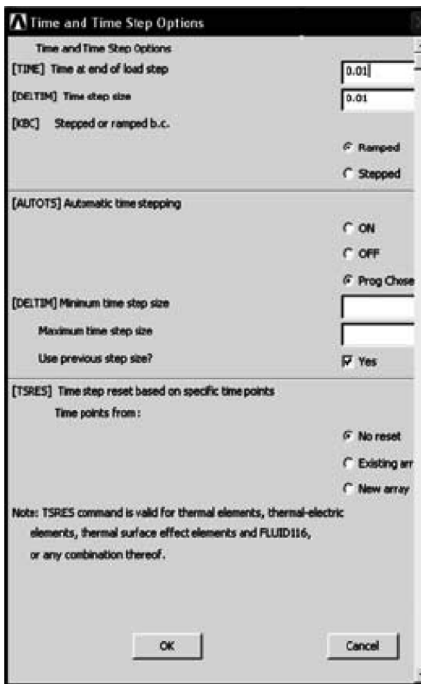 Time and Time Step Options
Time and Time Step Options
[TIME] Time at end of load step 0.01
[DELTIM] Time step size 0.01
[KBC] Stepped or ramped b.c.
Ramped
Stepped
[AUTOTS] Automatic time stepping
ON
OFF
Prog Chose
[DELTIM] Minimum time step size
Maximum time step size
Use previous step size? Yes
[TSRES] Time step reset based on specific time points
Time points from :
No reset
Existing arr
New array
Note: TSRES command is valid for thermal elements, thermal-electric
elements, thermal surface effect elements and FLUID116,
or any combination thereof.
OK Cancel